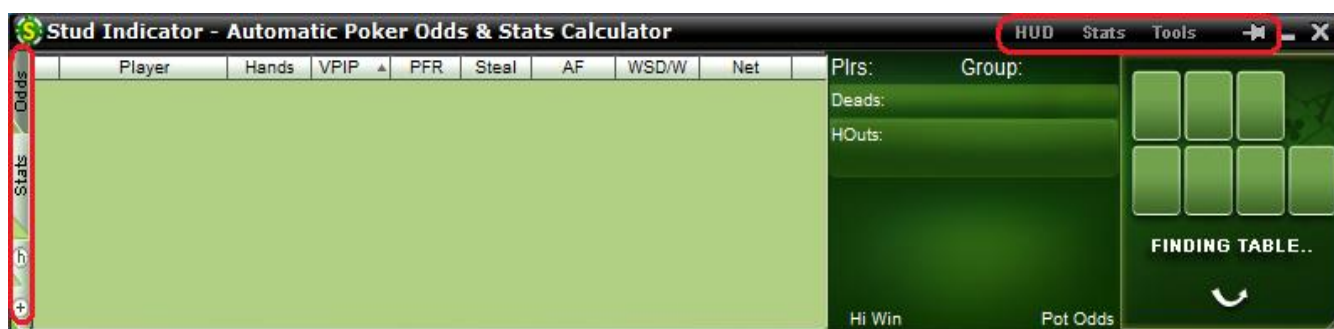 Stud Indicator - Automatic Poker Odds & Stats Calculator
HUD Stats Tools
Odds
Stats
h
+
Player Hands VPIP PFR Steal AF WSD/W Net
Plrs: Group:
Deads:
HOuts:
Hi Win Pot Odds
FINDING TABLE..